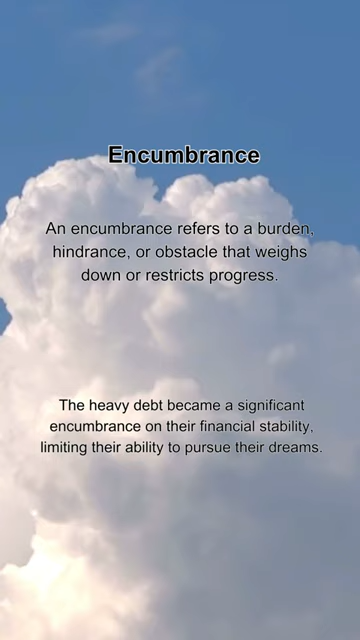 Encumbrance
An encumbrance refers to a burden,
hindrance, or obstacle that weighs
down or restricts progress.
The heavy debt became a significant
encumbrance on their financial stability,
limiting their ability to pursue their dreams.